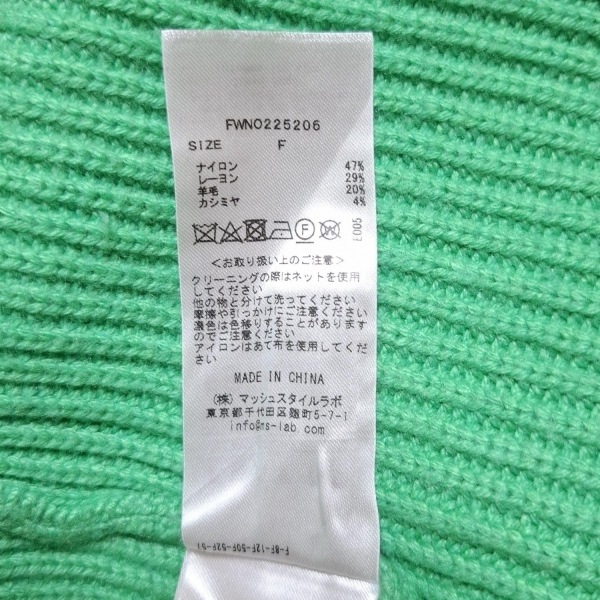 FWNO225206
SIZE F
ナイロン 47%
レーヨン 29%
羊毛 20%
カシミヤ 4%
F
L005
<お取り扱い上のご注意>
クリーニングの際はネットを使用
してください
他の物と分けて洗ってください
摩擦や引っかけにご注意ください
濃色は色移りすることがあります
のでご注意ください
アイロンはあて布を使用してくだ
さい
MADE IN CHINA
(株) マッシュスタイルラボ
東京都千代田区麹町5-7-1
info@ms-lab.com
F-8F-12F-50F-52F-51